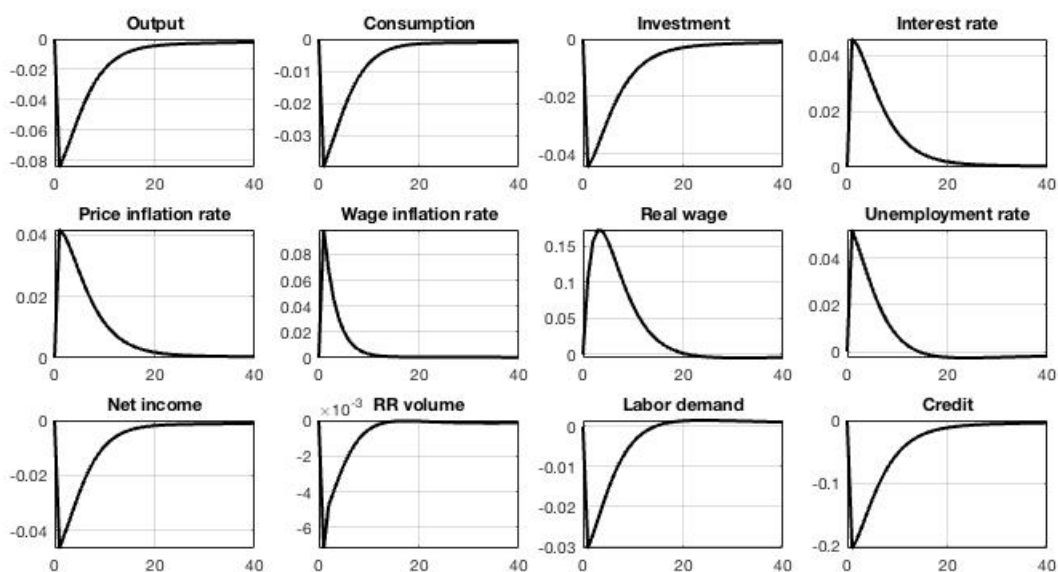 Output
Consumption
Investment
Interest rate
0
-0.02
-0.04
-0.06
-0.08
0 20 40
0
-0.01
-0.02
-0.03
0 20 40
0
-0.02
-0.04
0 20 40
0.04
0.02
0
0 20 40
Price inflation rate
Wage inflation rate
Real wage
Unemployment rate
0.04
0.02
0
0 20 40
0.08
0.06
0.04
0.02
0
0 20 40
0.15
0.1
0.05
0
0 20 40
0.04
0.02
0
0 20 40
Net income
RR volume
Labor demand
Credit
0
-0.02
-0.04
0 20 40
× 10⁻³
0
-2
-4
-6
0 20 40
0
-0.01
-0.02
-0.03
0 20 40
0
-0.1
-0.2
0 20 40